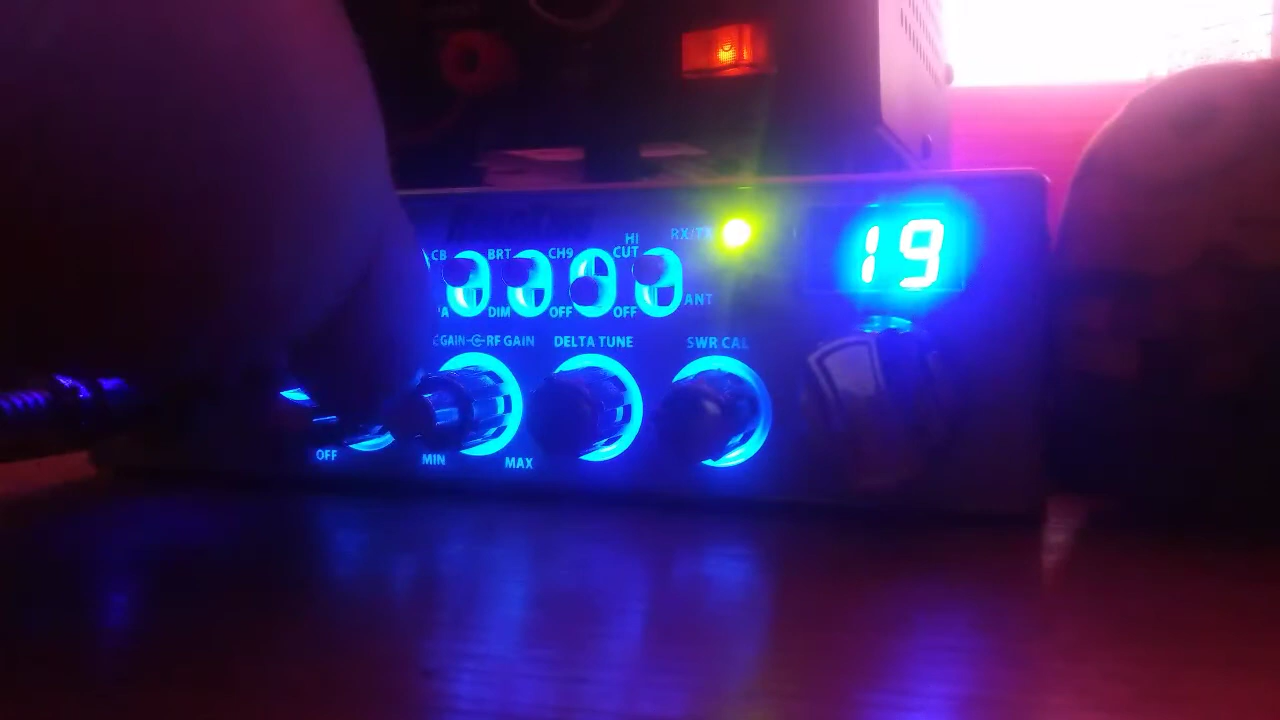 19
CB BRT CH9 HI CUT RX/TX
DIM OFF OFF ANT
GAIN RF GAIN DELTA TUNE SWR CAL
OFF MIN MAX